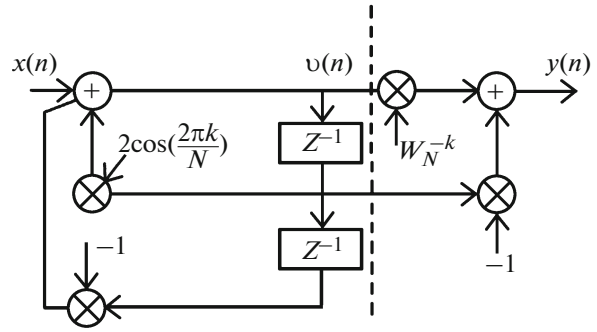 x(n)
υ(n)
y(n)
+
+
2cos(2πk/N)
Z⁻¹
W_N^{-k}
Z⁻¹
−1
−1